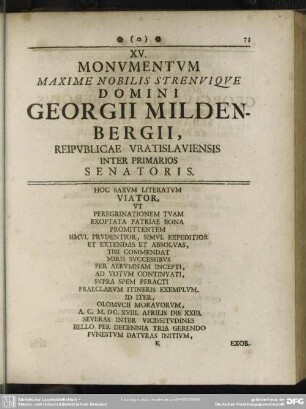 (o) 73
XV.
MONVMENTVM
MAXIME NOBILIS STRENVIQVE
DOMINI
GEORGII MILDEN-
BERGII,
REIPVBLICAE VRATISLAVIENSIS
INTER PRIMARIOS
SENATORIS.
HOC SAXVM LITERATVM
VIATOR,
VT
PEREGRINATIONEM TVAM
EXOPTATA PATRIAE BONA
PROMITTENTEM
SIMVL PRVDENTIOR, SIMVL EXPEDITIOR
ET EXTENDAS ET ABSOLVAS,
TIBI COMMENDAT
MIRIS SVCCESSIBVS
PER AERVMNAM INCEPTI,
AD VOTVM CONTINVATI,
SVPRA SPEM PERACTI
PRAECLARVM ITINERIS EXEMPLVM.
ID ITER,
OLOMVCII MORAVORVM,
A. C. M. DC. XVIII. APRILIS DIE XXIII.
SEVERAS INTER VICISSITVDINES
BELLO PER DECENNIA TRIA GERENDO
FVNESTVM DATVRAS INITIVM,
K EXOR.